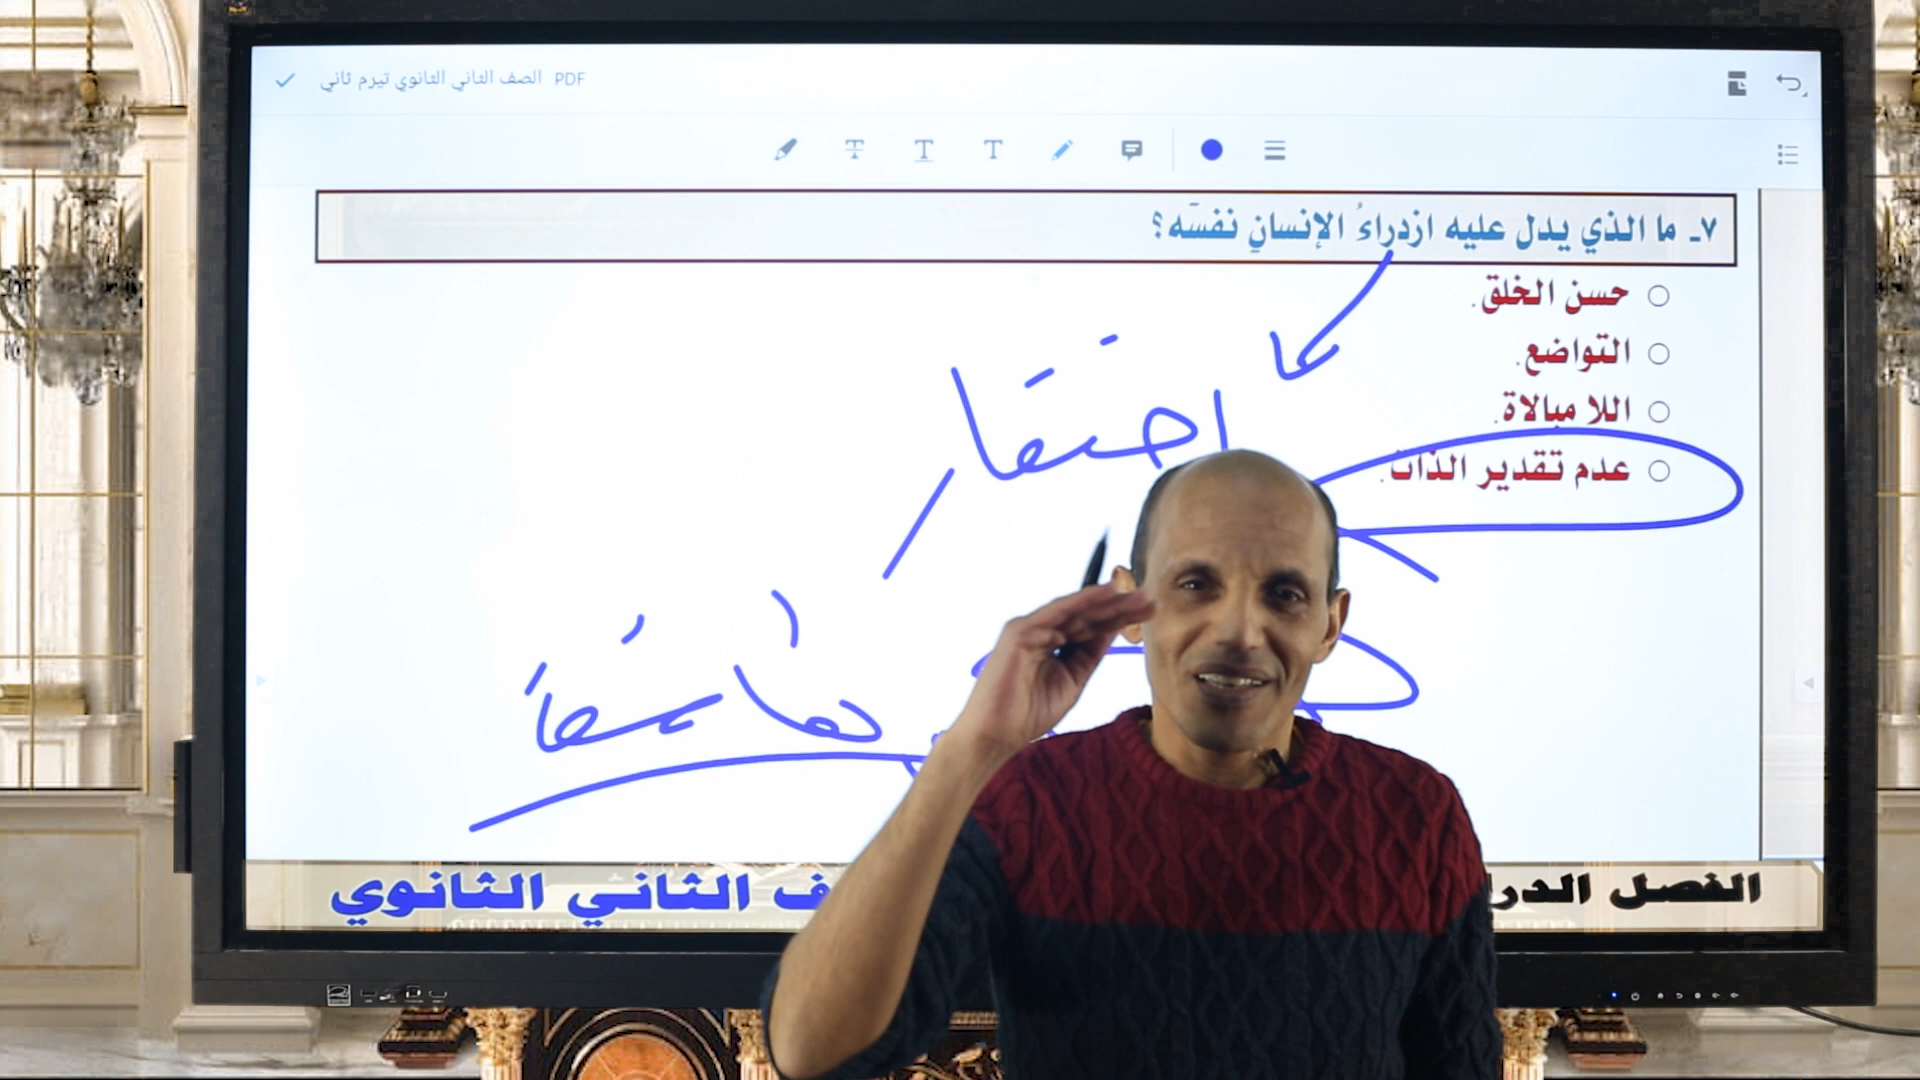 PDF الصف الثاني الثانوي تيرم ثاني
٧ـ ما الذي يدل عليه ازدراءُ الإنسانِ نفسَه؟
حسن الخلق.
التواضع.
اللا مبالاة.
عدم تقدير الذات.
احتقار
الفصل الدر
ف الثاني الثانوي